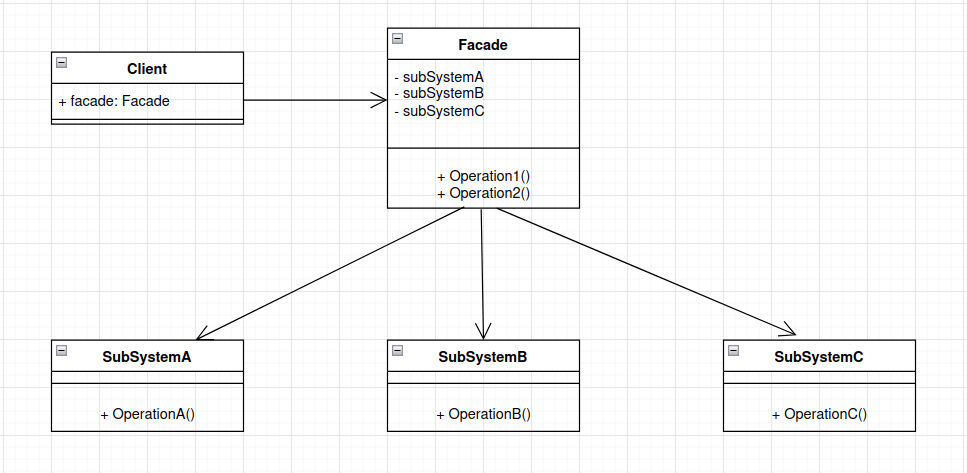 Client
+ facade: Facade
Facade
- subSystemA
- subSystemB
- subSystemC
+ Operation1()
+ Operation2()
SubSystemA
+ OperationA()
SubSystemB
+ OperationB()
SubSystemC
+ OperationC()